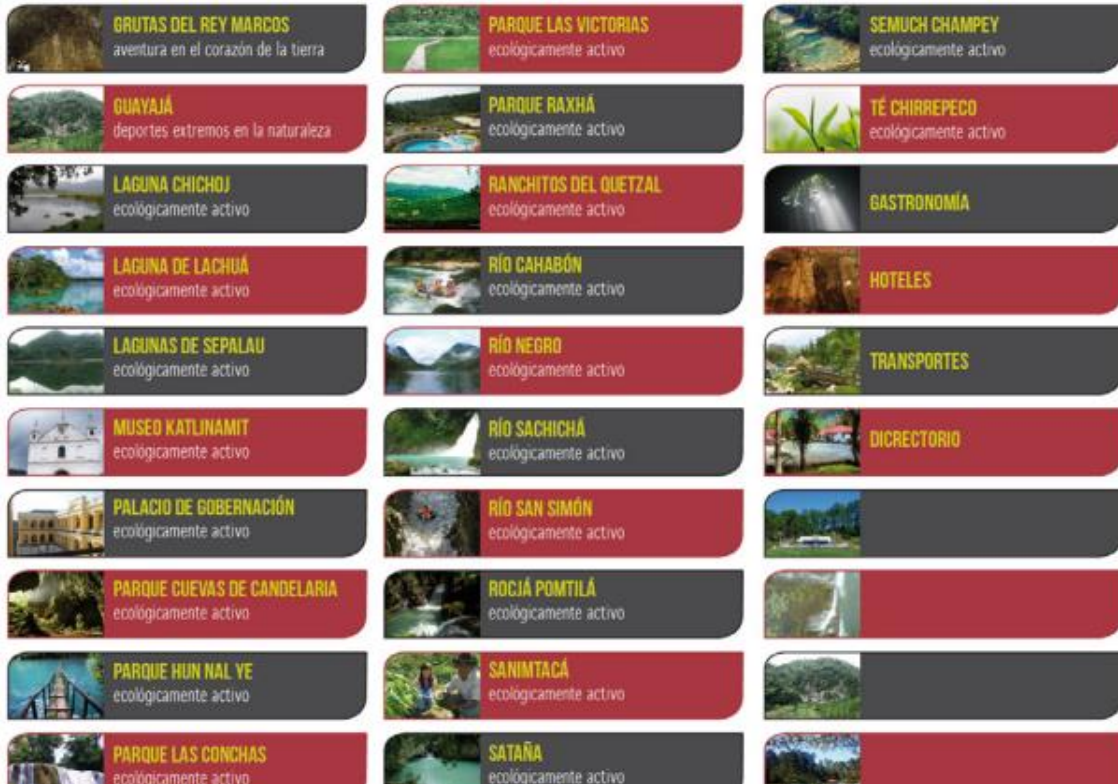 GRUTAS DEL REY MARCOS
aventura en el corazón de la tierra
GUAYAJÁ
deportes extremos en la naturaleza
LAGUNA CHICHOJ
ecológicamente activo
LAGUNA DE LACHUÁ
ecológicamente activo
LAGUNAS DE SEPALAU
ecológicamente activo
MUSEO KATLINAMIT
ecológicamente activo
PALACIO DE GOBERNACIÓN
ecológicamente activo
PARQUE CUEVAS DE CANDELARIA
ecológicamente activo
PARQUE HUN NAL YE
ecológicamente activo
PARQUE LAS CONCHAS
ecológicamente activo
PARQUE LAS VICTORIAS
ecológicamente activo
PARQUE RAXHÁ
ecológicamente activo
RANCHITOS DEL QUETZAL
ecológicamente activo
RÍO CAHABÓN
ecológicamente activo
RÍO NEGRO
ecológicamente activo
RÍO SACHICHÁ
ecológicamente activo
RÍO SAN SIMÓN
ecológicamente activo
ROCJÁ POMTILÁ
ecológicamente activo
SANIMTACÁ
ecológicamente activo
SATAÑA
ecológicamente activo
SEMUCH CHAMPEY
ecológicamente activo
TÉ CHIRREPECO
ecológicamente activo
GASTRONOMÍA
HOTELES
TRANSPORTES
DICRECTORIO